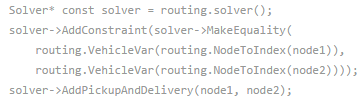 Solver* const solver = routing.solver();
solver->AddConstraint(solver->MakeEquality(
    routing.VehicleVar(routing.NodeToIndex(node1)),
    routing.VehicleVar(routing.NodeToIndex(node2))));
solver->AddPickupAndDelivery(node1, node2);